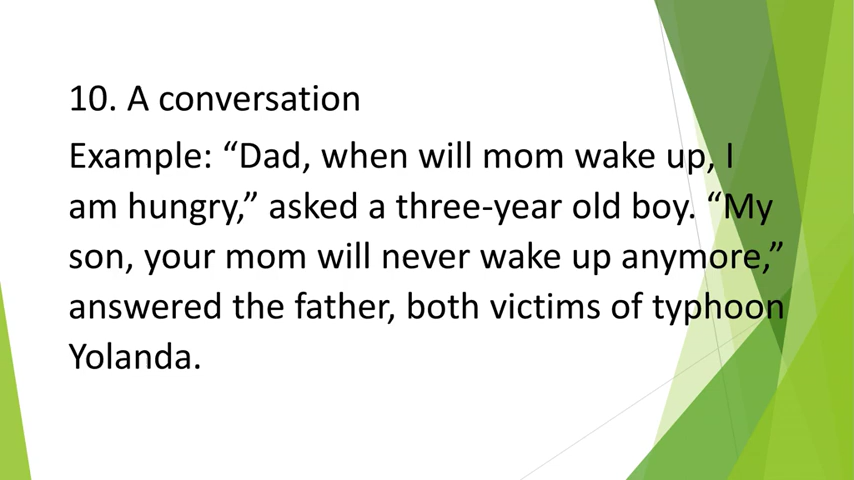 10. A conversation
Example: “Dad, when will mom wake up, I
am hungry,” asked a three-year old boy. “My
son, your mom will never wake up anymore,”
answered the father, both victims of typhoon
Yolanda.